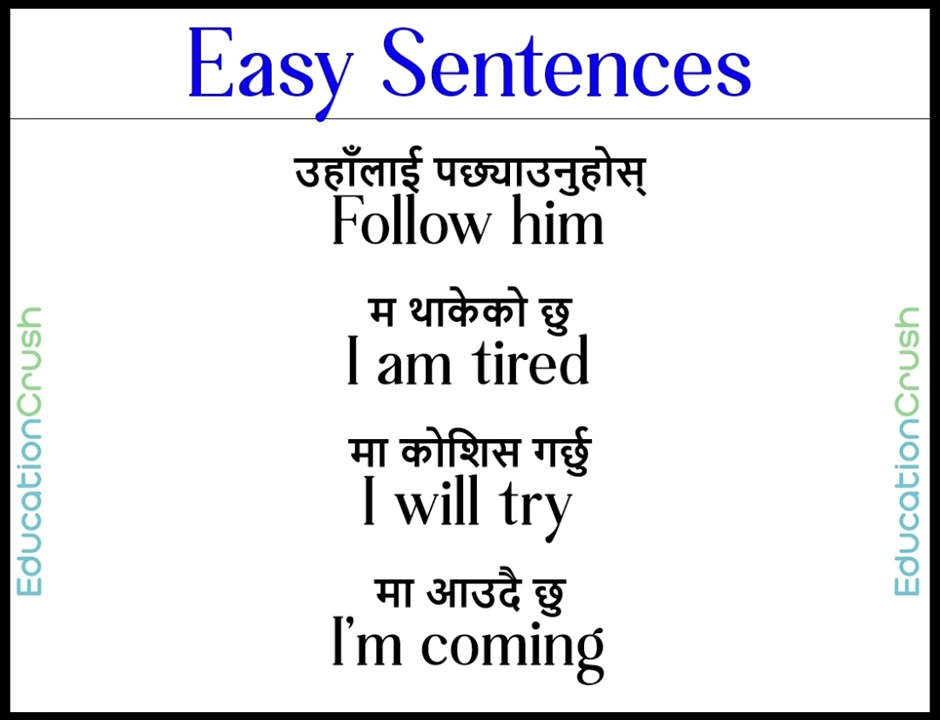 Easy Sentences
उहाँलाई पछ्याउनुहोस्
Follow him
म थाकेको छु
I am tired
मा कोशिस गर्छु
I will try
मा आउदै छु
I'm coming
EducationCrush
EducationCrush